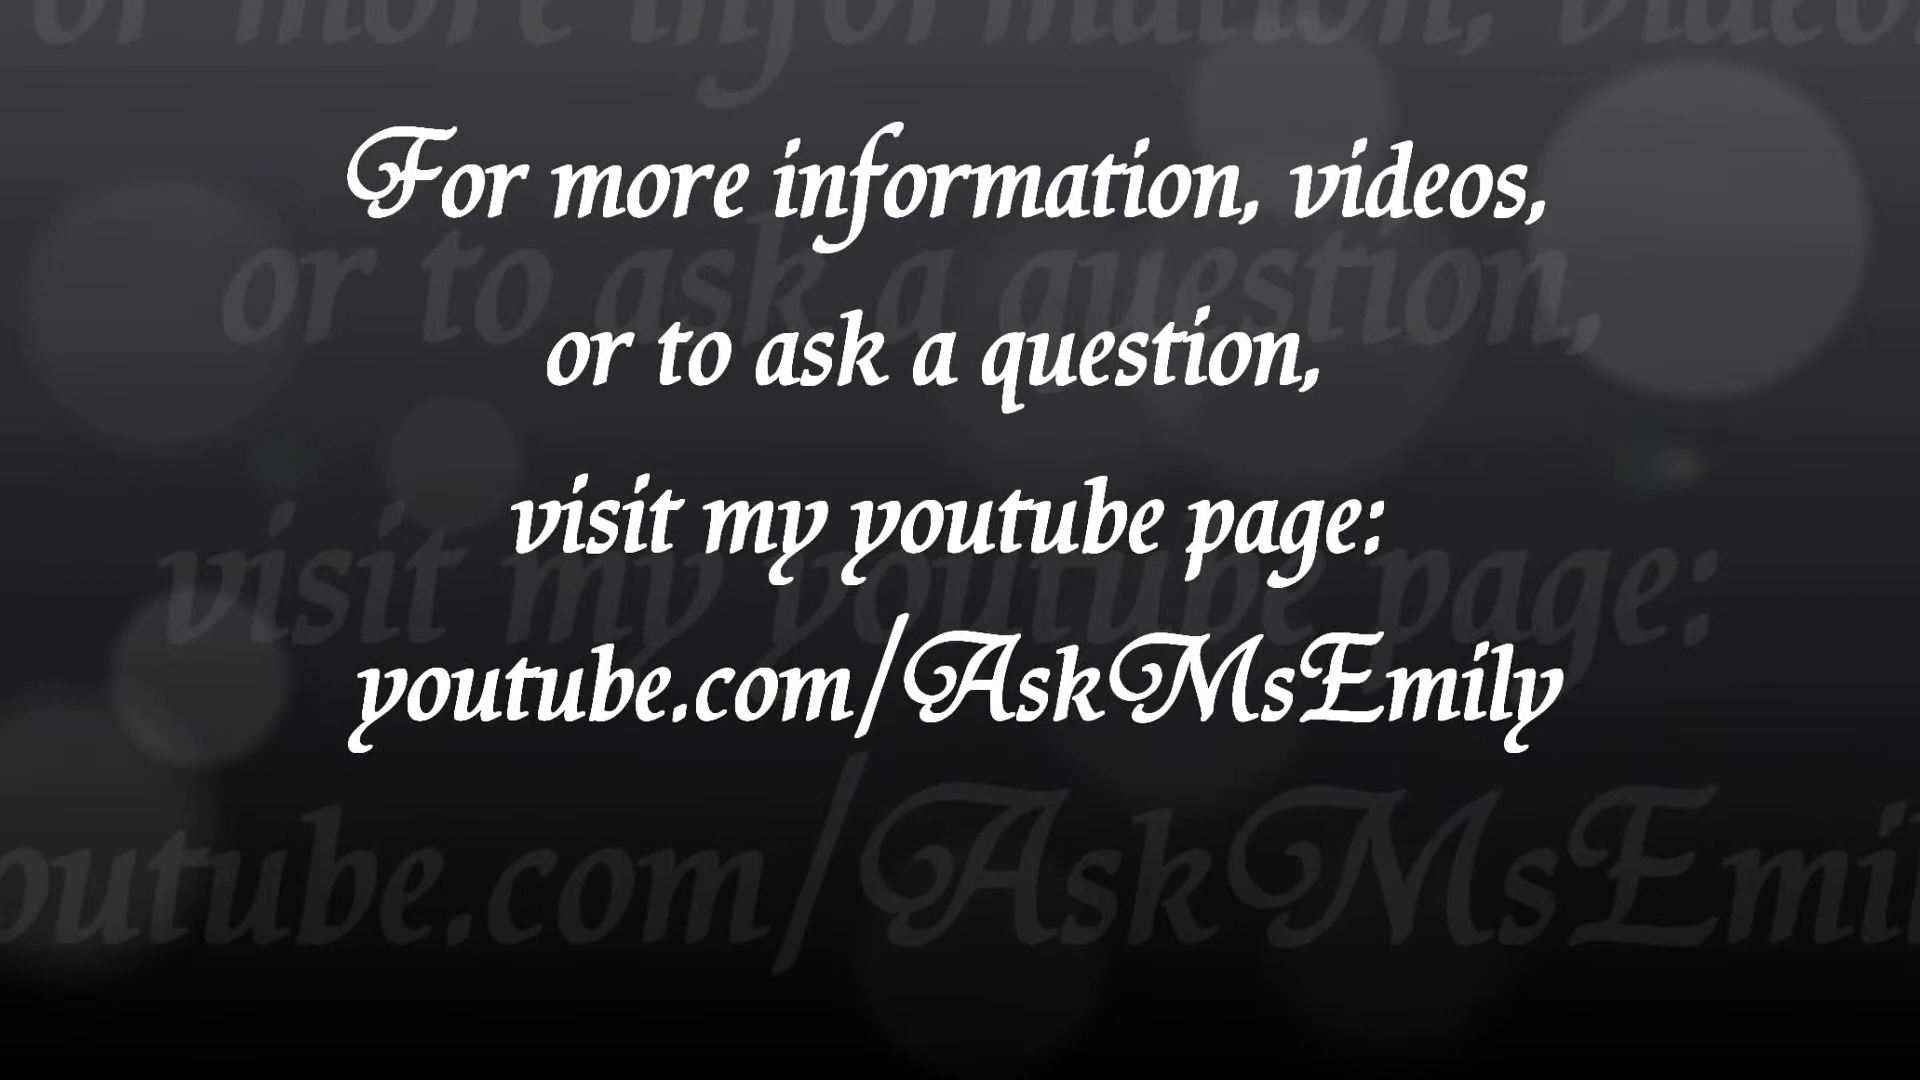 For more information, videos,
or to ask a question,
visit my youtube page:
youtube.com/AskMsEmily